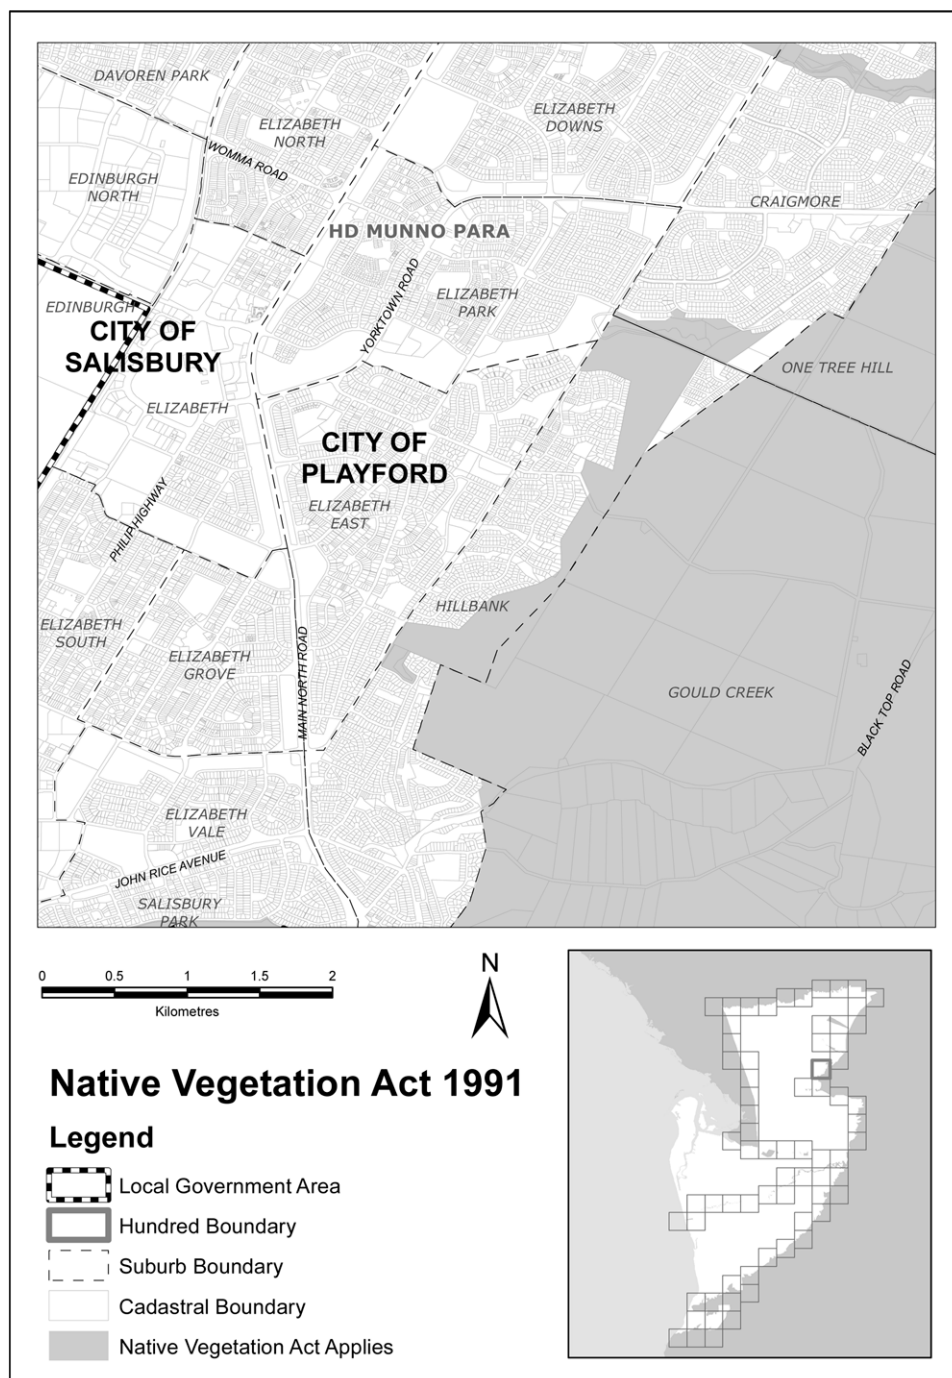 DAVOREN PARK
ELIZABETH
NORTH
ELIZABETH
DOWNS
WOMMA ROAD
EDINBURGH
NORTH
CRAIGMORE
HD MUNNO PARA
EDINBURGH
YORKTOWN ROAD
ELIZABETH
PARK
CITY OF
SALISBURY
ONE TREE HILL
ELIZABETH
CITY OF
PLAYFORD
PHILIP HIGHWAY
ELIZABETH
EAST
HILLBANK
ELIZABETH
SOUTH
ELIZABETH
GROVE
MAIN NORTH ROAD
GOULD CREEK
BLACK TOP ROAD
ELIZABETH
VALE
JOHN RICE AVENUE
SALISBURY
PARK
0 0.5 1 1.5 2
Kilometres
N
Native Vegetation Act 1991
Legend
Local Government Area
Hundred Boundary
Suburb Boundary
Cadastral Boundary
Native Vegetation Act Applies